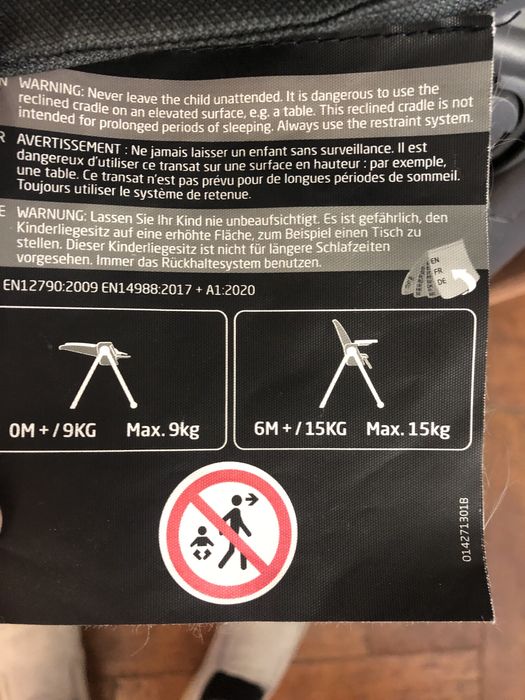 N WARNING: Never leave the child unattended. It is dangerous to use the
reclined cradle on an elevated surface, e.g. a table. This reclined cradle is not
intended for prolonged periods of sleeping. Always use the restraint system.
R AVERTISSEMENT : Ne jamais laisser un enfant sans surveillance. Il est
dangereux d'utiliser ce transat sur une surface en hauteur : par exemple,
une table. Ce transat n'est pas prévu pour de longues périodes de sommeil.
Toujours utiliser le système de retenue.
E WARNUNG: Lassen Sie Ihr Kind nie unbeaufsichtigt. Es ist gefährlich, den
Kinderliegesitz auf eine erhöhte Fläche, zum Beispiel einen Tisch zu
stellen. Dieser Kinderliegesitz ist nicht für längere Schlafzeiten
vorgesehen. Immer das Rückhaltesystem benutzen.
EN
FR
DE
EN12790:2009 EN14988:2017 + A1:2020
0M + / 9KG Max. 9kg
6M + / 15KG Max. 15kg
014271301B